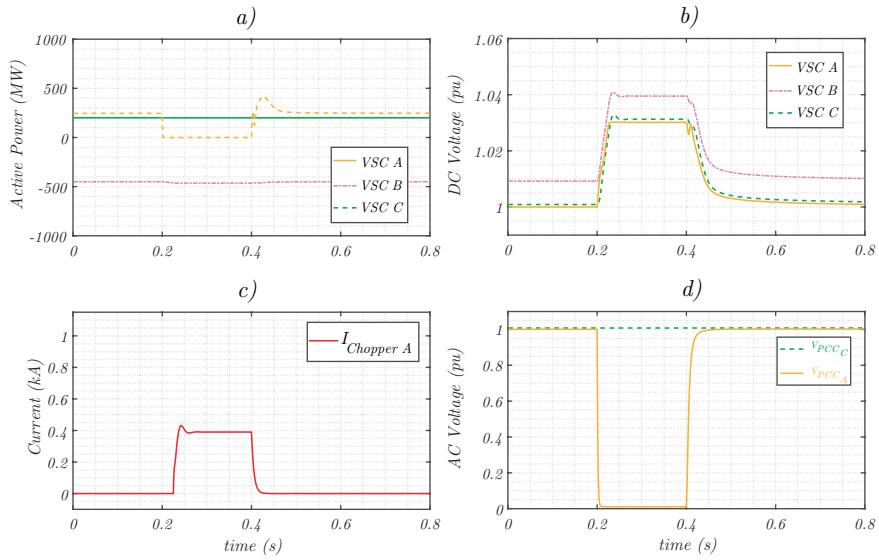 a)
1000
500
0
-500
-1000
Active Power (MW)
VSC A
VSC B
VSC C
0
0.2
0.4
0.6
0.8
b)
1.06
1.04
1.02
1
DC Voltage (pu)
VSC A
VSC B
VSC C
0
0.2
0.4
0.6
0.8
c)
1
0.8
0.6
0.4
0.2
0
Current (kA)
I Chopper A
0
0.2
0.4
0.6
0.8
time (s)
d)
1
0.8
0.6
0.4
0.2
0
AC Voltage (pu)
V PCC C
V PCC A
0
0.2
0.4
0.6
0.8
time (s)